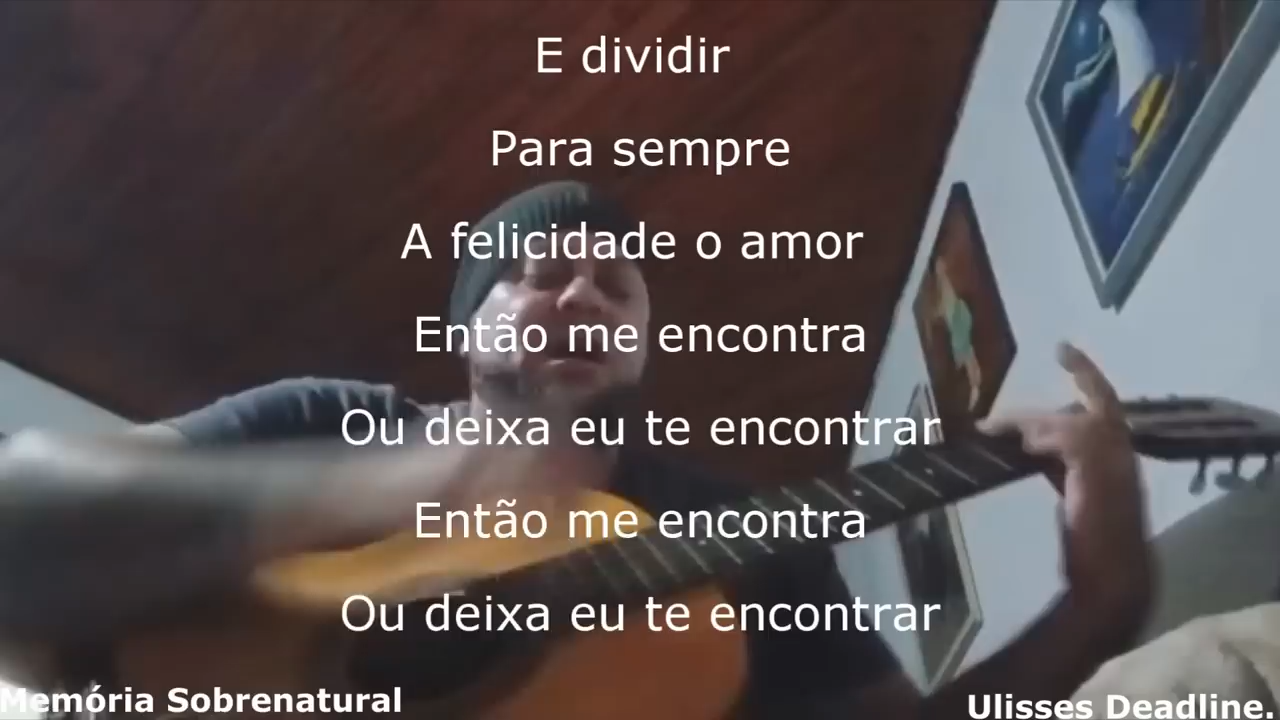 E dividir
Para sempre
A felicidade o amor
Então me encontra
Ou deixa eu te encontrar
Então me encontra
Ou deixa eu te encontrar
Memória Sobrenatural
Ulisses Deadline.